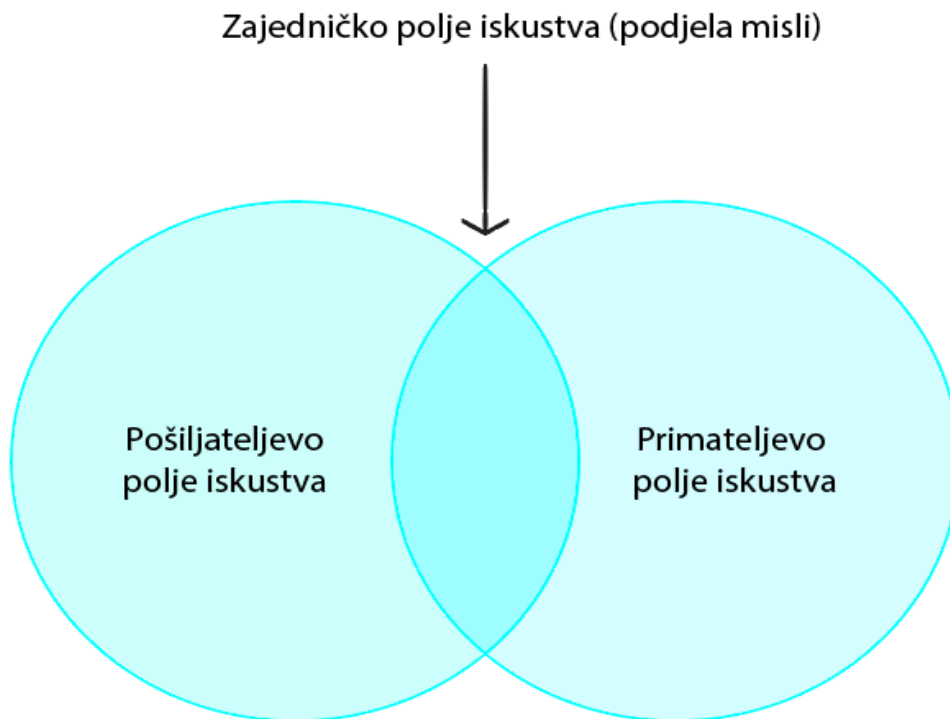 Zajedničko polje iskustva (podjela misli)
Pošiljateljevo
polje iskustva
Primateljevo
polje iskustva